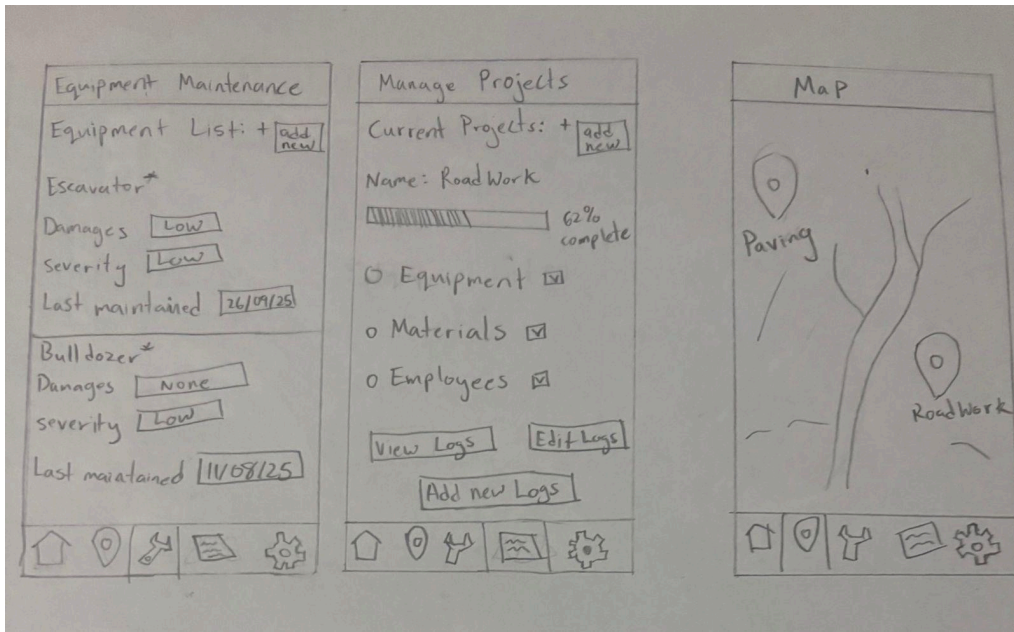 Equipment Maintenance
Equipment List: + add new
Escavator*
Damages Low
severity Low
Last maintained 26/09/25
Bulldozer*
Damages None
severity Low
Last maintained 11/08/25
Manage Projects
Current Projects: + add new
Name: RoadWork
62% complete
Equipment
Materials
Employees
View Logs Edit Logs
Add new Logs
Map
Paving
RoadWork